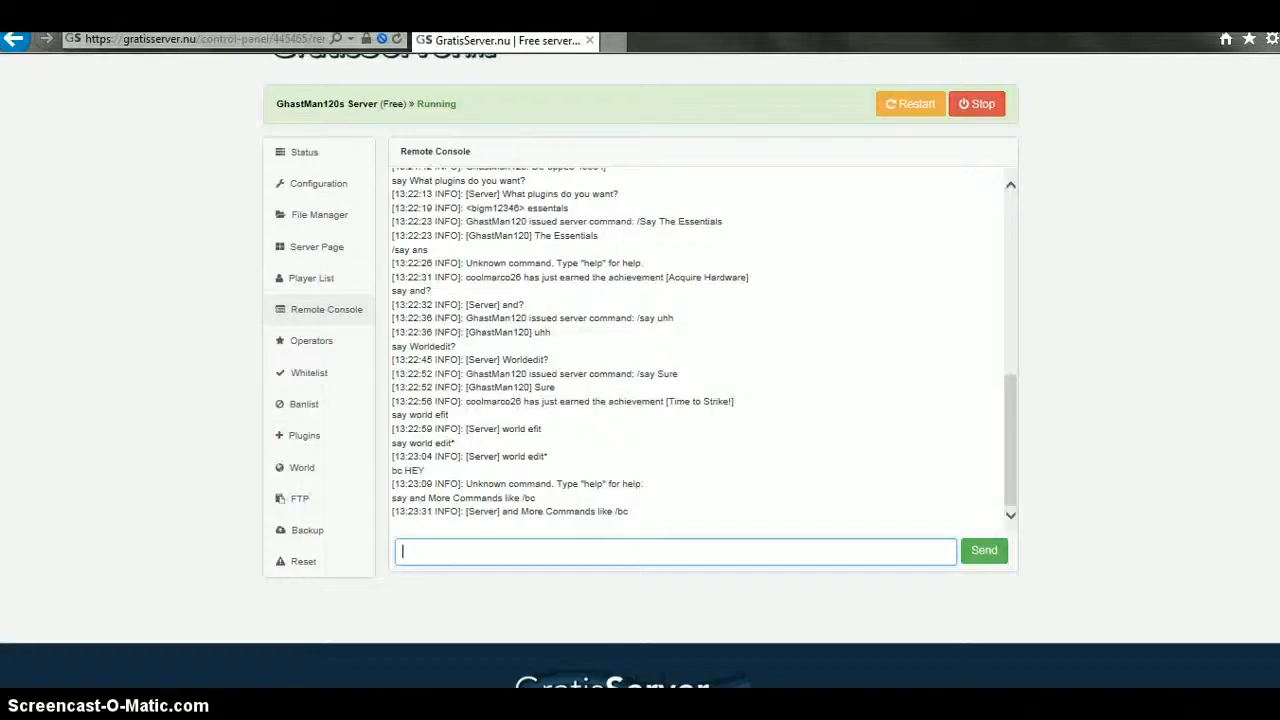 GS https://gratisserver.nu/control-panel/445465/re
GS GratisServer.nu | Free server...
GhastMan120s Server (Free) » Running
Restart
Stop
Status
Configuration
File Manager
Server Page
Player List
Remote Console
Operators
Whitelist
Banlist
Plugins
World
FTP
Backup
Reset
Remote Console
say What plugins do you want?
[13:22:13 INFO]: [Server] What plugins do you want?
[13:22:19 INFO]: <bigm12346> essentals
[13:22:23 INFO]: GhastMan120 issued server command: /Say The Essentials
[13:22:23 INFO]: [GhastMan120] The Essentials
/say ans
[13:22:26 INFO]: Unknown command. Type "help" for help.
[13:22:31 INFO]: coolmarco26 has just earned the achievement [Acquire Hardware]
say and?
[13:22:32 INFO]: [Server] and?
[13:22:36 INFO]: GhastMan120 issued server command: /say uhh
[13:22:36 INFO]: [GhastMan120] uhh
say Worldedit?
[13:22:45 INFO]: [Server] Worldedit?
[13:22:52 INFO]: GhastMan120 issued server command: /say Sure
[13:22:52 INFO]: [GhastMan120] Sure
[13:22:56 INFO]: coolmarco26 has just earned the achievement [Time to Strike!]
say world efit
[13:22:59 INFO]: [Server] world efit
say world edit*
[13:23:04 INFO]: [Server] world edit*
bc HEY
[13:23:09 INFO]: Unknown command. Type "help" for help.
say and More Commands like /bc
[13:23:31 INFO]: [Server] and More Commands like /bc
Send
GratisServer
Screencast-O-Matic.com